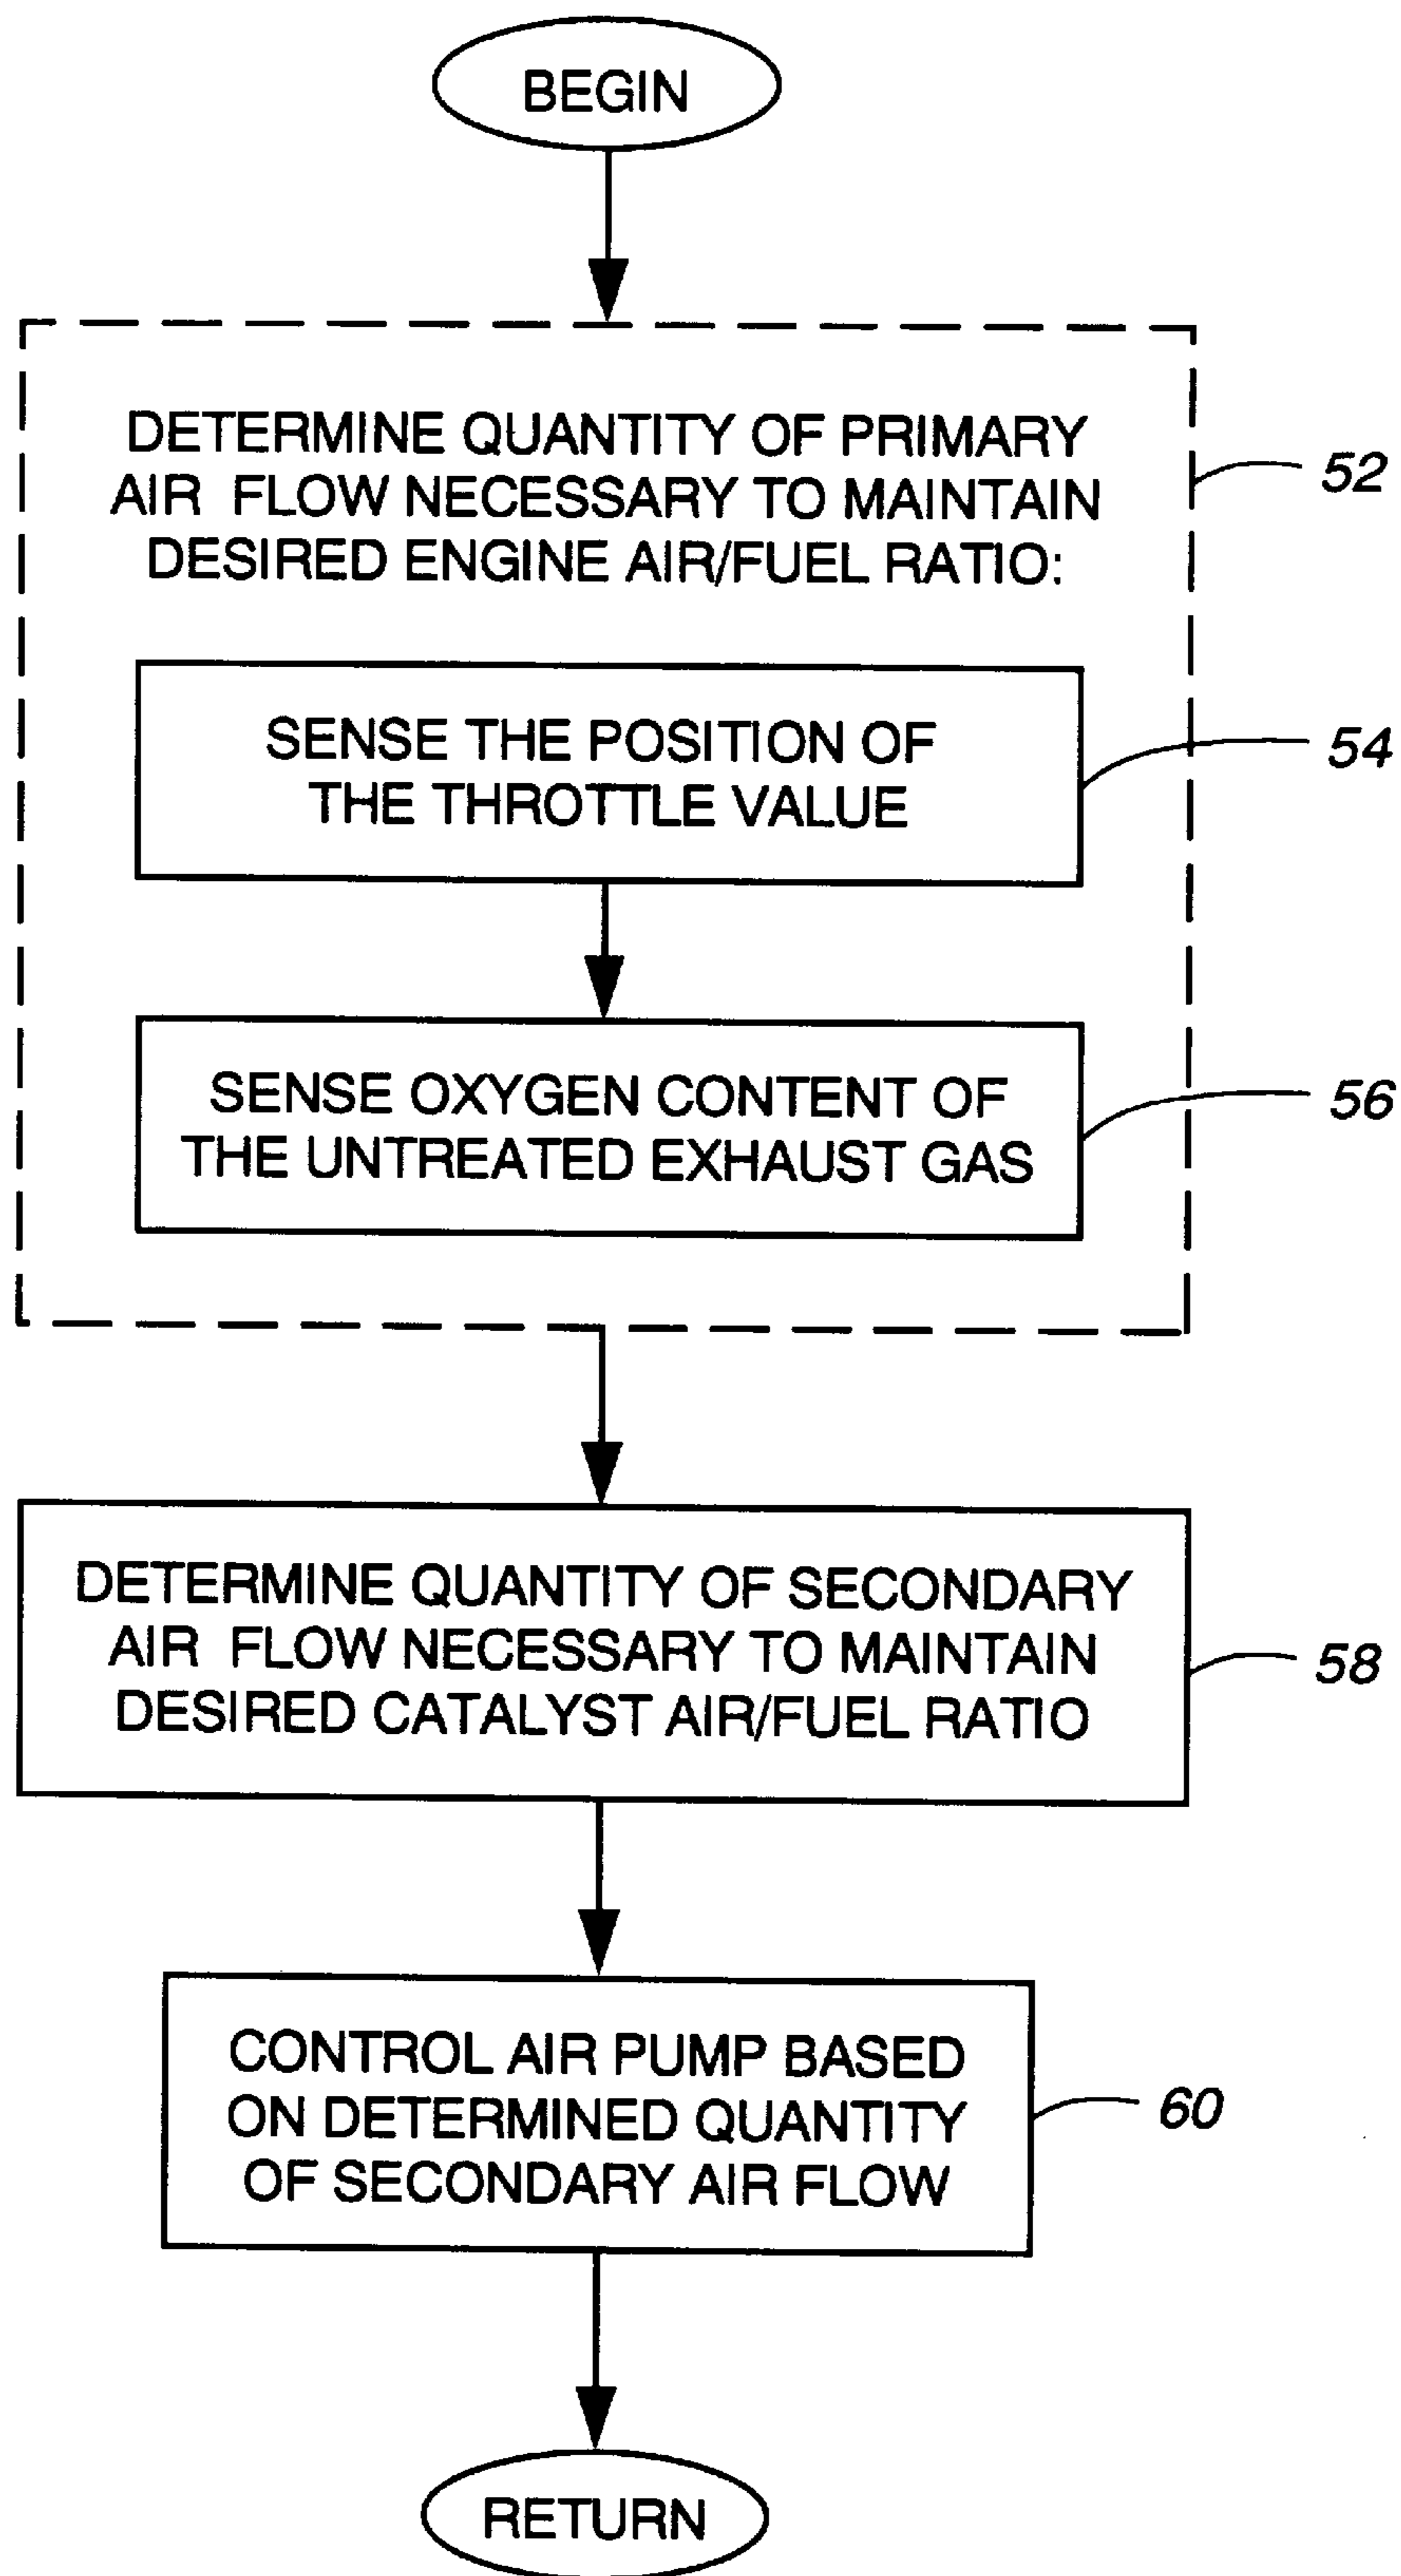 BEGIN
DETERMINE QUANTITY OF PRIMARY
AIR FLOW NECESSARY TO MAINTAIN
DESIRED ENGINE AIR/FUEL RATIO:
52
SENSE THE POSITION OF
THE THROTTLE VALUE
54
SENSE OXYGEN CONTENT OF
THE UNTREATED EXHAUST GAS
56
DETERMINE QUANTITY OF SECONDARY
AIR FLOW NECESSARY TO MAINTAIN
DESIRED CATALYST AIR/FUEL RATIO
58
CONTROL AIR PUMP BASED
ON DETERMINED QUANTITY
OF SECONDARY AIR FLOW
60
RETURN